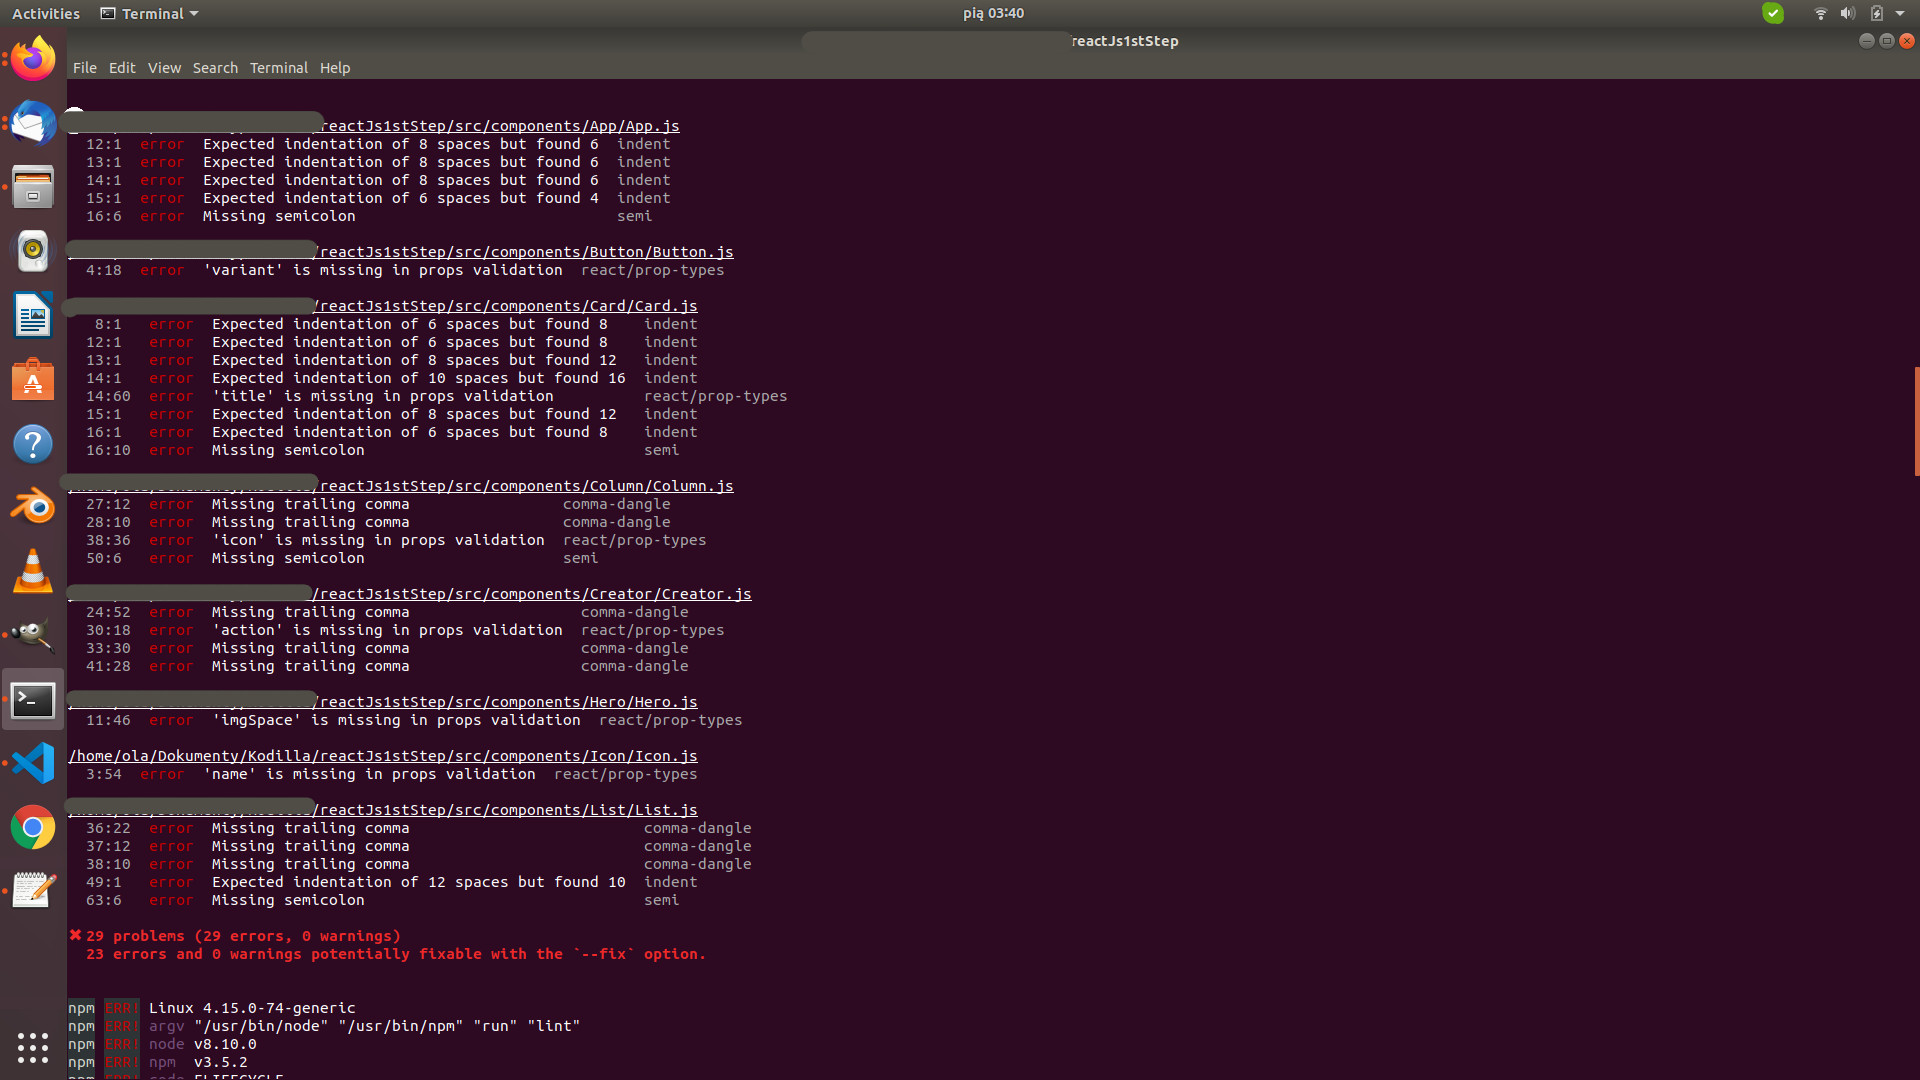 Activities Terminal pią 03:40
reactJs1stStep
File Edit View Search Terminal Help
/reactJs1stStep/src/components/App/App.js
12:1 error Expected indentation of 8 spaces but found 6 indent
13:1 error Expected indentation of 8 spaces but found 6 indent
14:1 error Expected indentation of 8 spaces but found 6 indent
15:1 error Expected indentation of 6 spaces but found 4 indent
16:6 error Missing semicolon semi
/reactJs1stStep/src/components/Button/Button.js
4:18 error 'variant' is missing in props validation react/prop-types
/reactJs1stStep/src/components/Card/Card.js
8:1 error Expected indentation of 6 spaces but found 8 indent
12:1 error Expected indentation of 6 spaces but found 8 indent
13:1 error Expected indentation of 8 spaces but found 12 indent
14:1 error Expected indentation of 10 spaces but found 16 indent
14:60 error 'title' is missing in props validation react/prop-types
15:1 error Expected indentation of 8 spaces but found 12 indent
16:1 error Expected indentation of 6 spaces but found 8 indent
16:10 error Missing semicolon semi
/reactJs1stStep/src/components/Column/Column.js
27:12 error Missing trailing comma comma-dangle
28:10 error Missing trailing comma comma-dangle
38:36 error 'icon' is missing in props validation react/prop-types
50:6 error Missing semicolon semi
/reactJs1stStep/src/components/Creator/Creator.js
24:52 error Missing trailing comma comma-dangle
30:18 error 'action' is missing in props validation react/prop-types
33:30 error Missing trailing comma comma-dangle
41:28 error Missing trailing comma comma-dangle
/reactJs1stStep/src/components/Hero/Hero.js
11:46 error 'imgSpace' is missing in props validation react/prop-types
/home/ola/Dokumenty/Kodilla/reactJs1stStep/src/components/Icon/Icon.js
3:54 error 'name' is missing in props validation react/prop-types
/reactJs1stStep/src/components/List/List.js
36:22 error Missing trailing comma comma-dangle
37:12 error Missing trailing comma comma-dangle
38:10 error Missing trailing comma comma-dangle
49:1 error Expected indentation of 12 spaces but found 10 indent
63:6 error Missing semicolon semi
✖ 29 problems (29 errors, 0 warnings)
23 errors and 0 warnings potentially fixable with the `--fix` option.
npm ERR! Linux 4.15.0-74-generic
npm ERR! argv "/usr/bin/node" "/usr/bin/npm" "run" "lint"
npm ERR! node v8.10.0
npm ERR! npm v3.5.2
npm ERR! code ELIFECYCLE